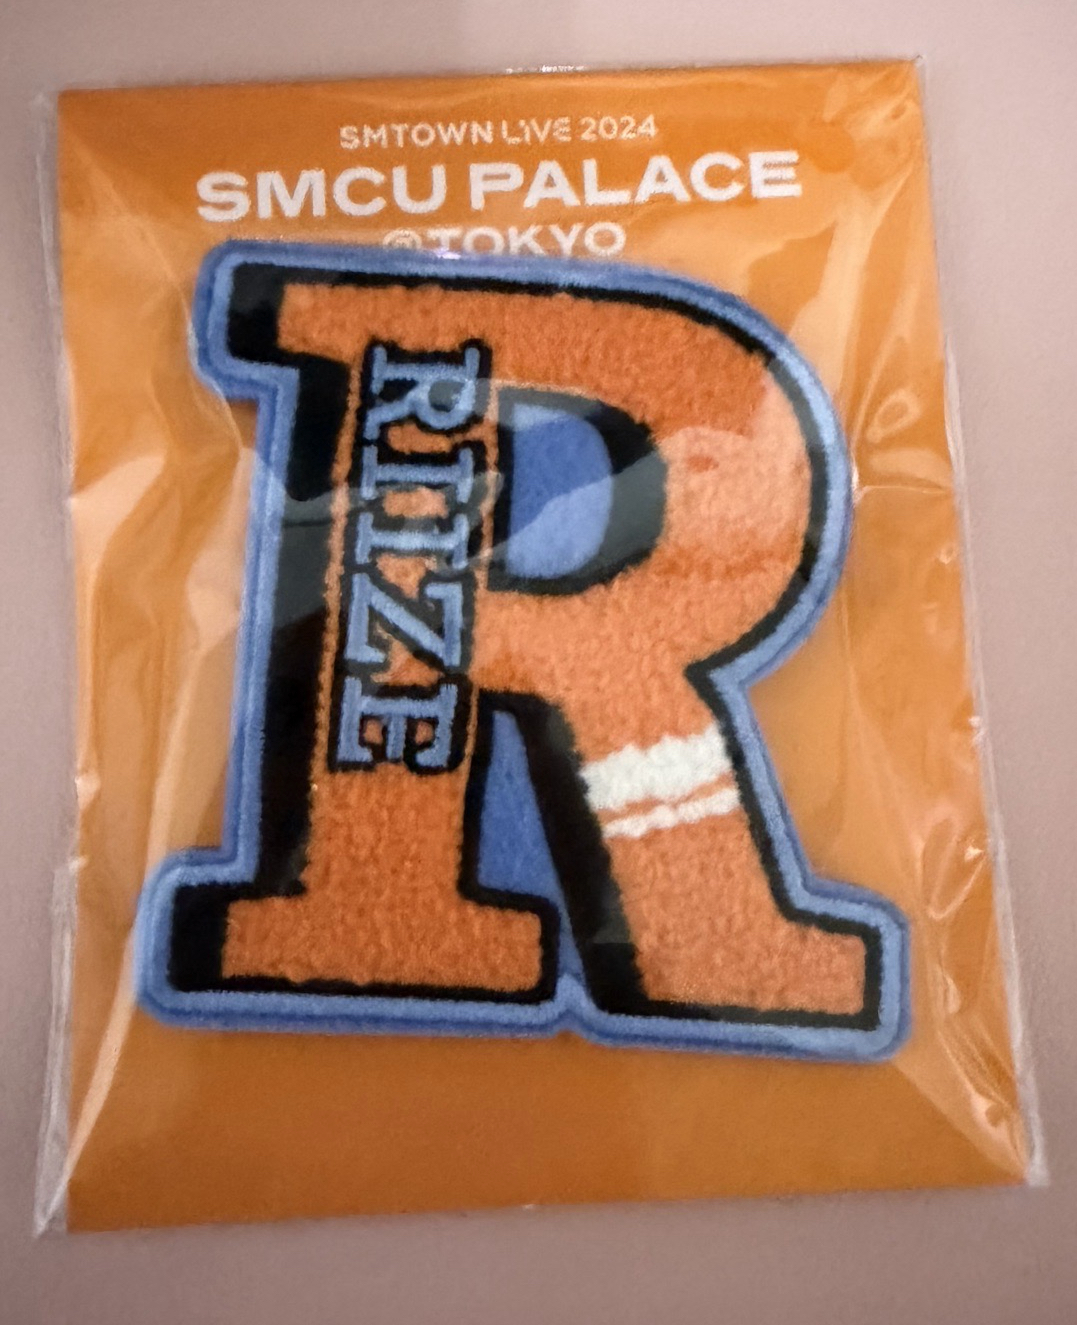 SMTOWN LIVE 2024
SMCU PALACE
@TOKYO
R
RIIZE